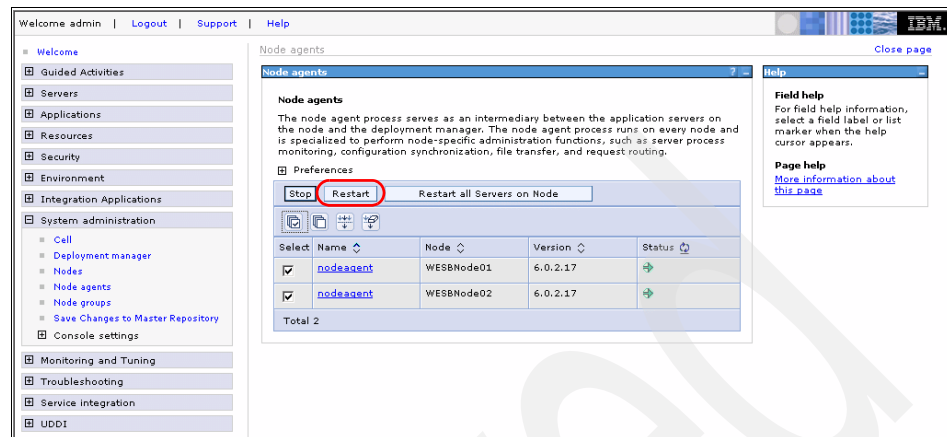 Welcome admin | Logout | Support | Help
IBM.
Welcome
Guided Activities
Servers
Applications
Resources
Security
Environment
Integration Applications
System administration
Cell
Deployment manager
Nodes
Node agents
Node groups
Save Changes to Master Repository
Console settings
Monitoring and Tuning
Troubleshooting
Service integration
UDDI
Node agents
Close page
Node agents ? -
Node agents
The node agent process serves as an intermediary between the application servers on
the node and the deployment manager. The node agent process runs on every node and
is specialized to perform node-specific administration functions, such as server process
monitoring, configuration synchronization, file transfer, and request routing.
Preferences
Stop Restart Restart all Servers on Node
Select Name Node Version Status
nodeagent WESBNode01 6.0.2.17
nodeagent WESBNode02 6.0.2.17
Total 2
Help -
Field help
For field help information,
select a field label or list
marker when the help
cursor appears.
Page help
More information about
this page